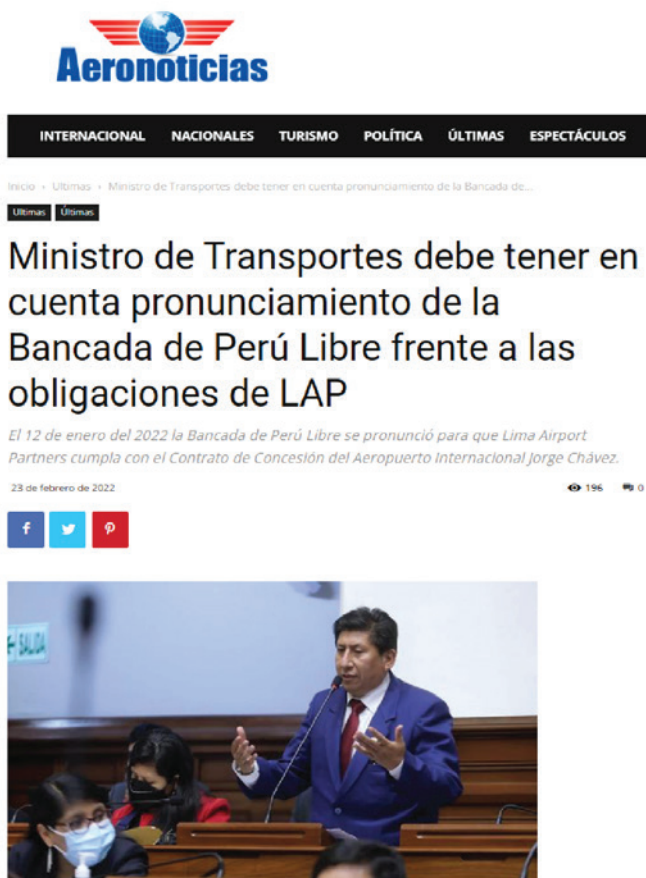 Aeronoticias
INTERNACIONAL NACIONALES TURISMO POLÍTICA ÚLTIMAS ESPECTÁCULOS
Inicio › Ultimas › Ministro de Transportes debe tener en cuenta pronunciamiento de la Bancada de...
Ultimas Últimas
Ministro de Transportes debe tener en
cuenta pronunciamiento de la
Bancada de Perú Libre frente a las
obligaciones de LAP
El 12 de enero del 2022 la Bancada de Perú Libre se pronunció para que Lima Airport
Partners cumpla con el Contrato de Concesión del Aeropuerto Internacional Jorge Chávez.
23 de febrero de 2022 196 0
SALIDA